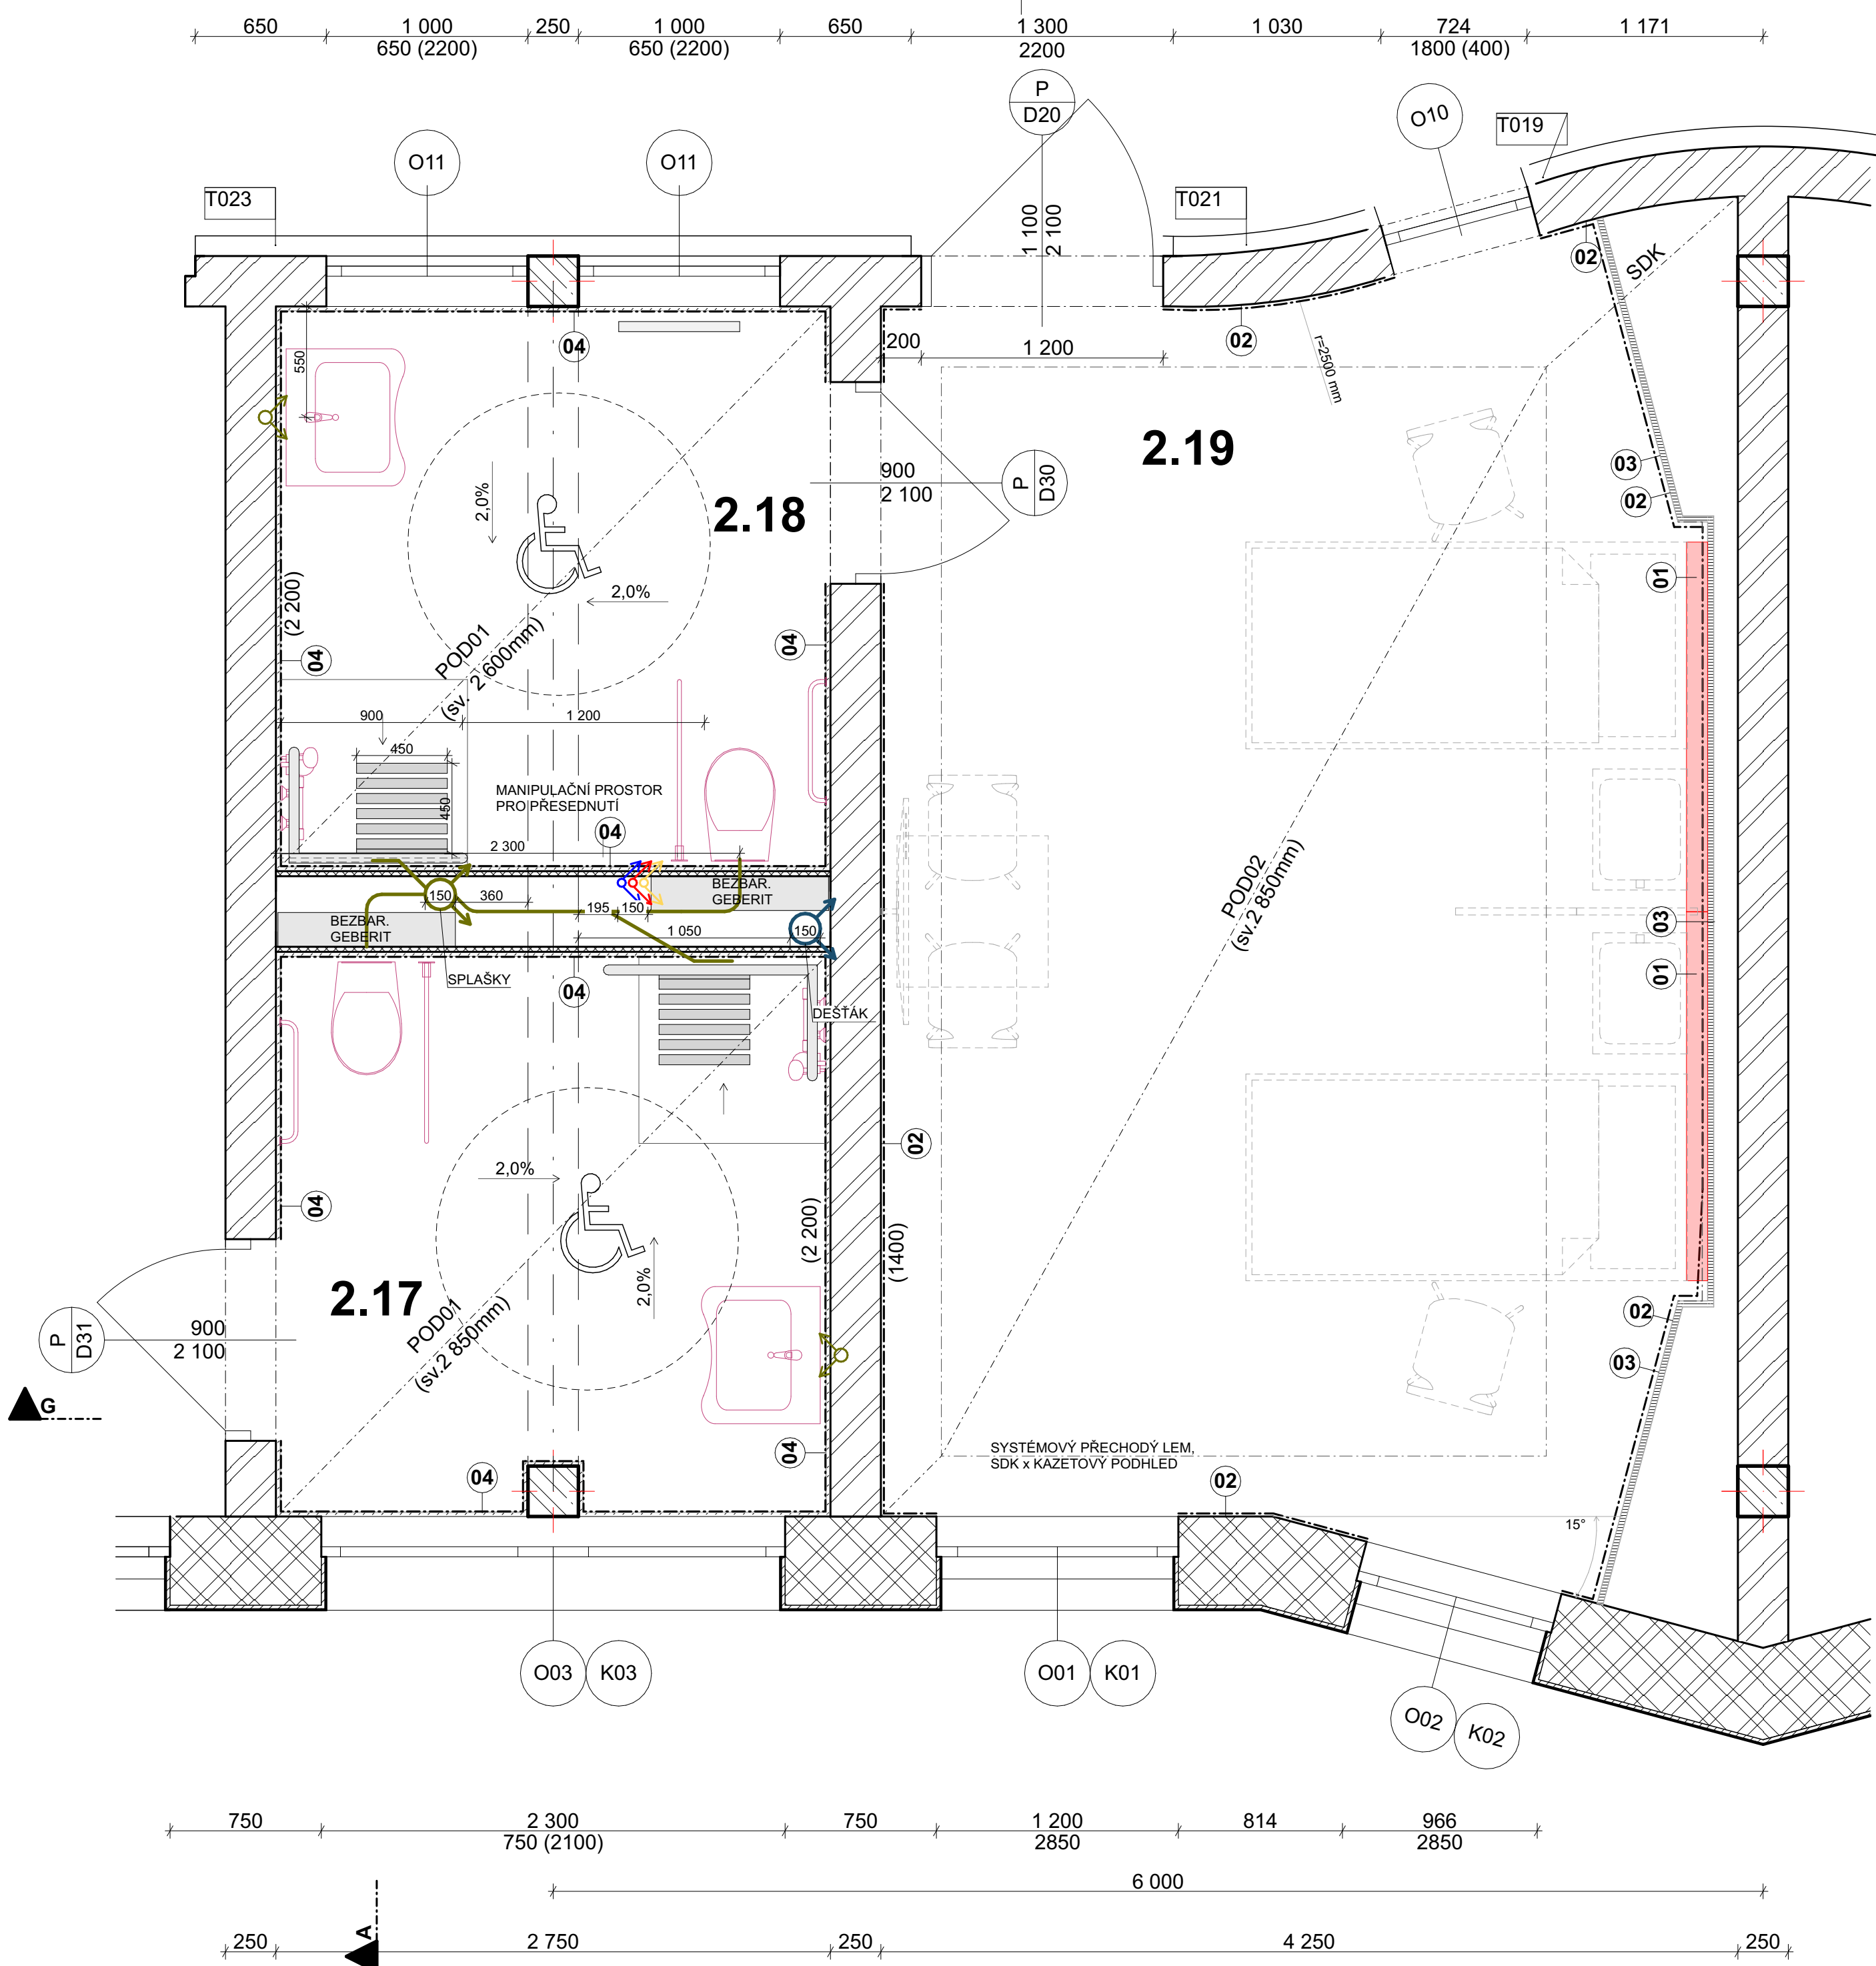 650 1 000 250 1 000 650 1 300 1 030 724 1 171
650 (2200) 650 (2200) 2200 1800 (400)
P
D20
O10
T019
O11
O11
T023
T021
1 100
2 100
02
SDK
04
550
200
1 200
02
r=2500 mm
2.19
2.18
2,0%
900
2 100
P
D30
03
02
01
2,0%
(2 200)
04
04
POD01
(sv. 2 600mm)
900
1 200
450
450
MANIPULAČNÍ PROSTOR
PRO PŘESEDNUTÍ
04
2 300
BEZBAR.
GEBERIT
150
360
195
150
BEZBAR.
GEBERIT
1 050
150
SPLAŠKY
04
DEŠŤÁK
POD02
(sv.2 850mm)
03
01
02
2,0%
04
(2 200)
(1400)
2,0%
2.17
POD01
(sv.2 850mm)
P
D31
900
2 100
G
02
03
04
04
SYSTÉMOVÝ PŘECHODÝ LEM,
SDK x KAZETOVÝ PODHLED
02
15°
O03
K03
O01
K01
O02
K02
750 2 300 750 1 200 814 966
750 (2100) 2850 2850
6 000
A
250 2 750 250 4 250 250